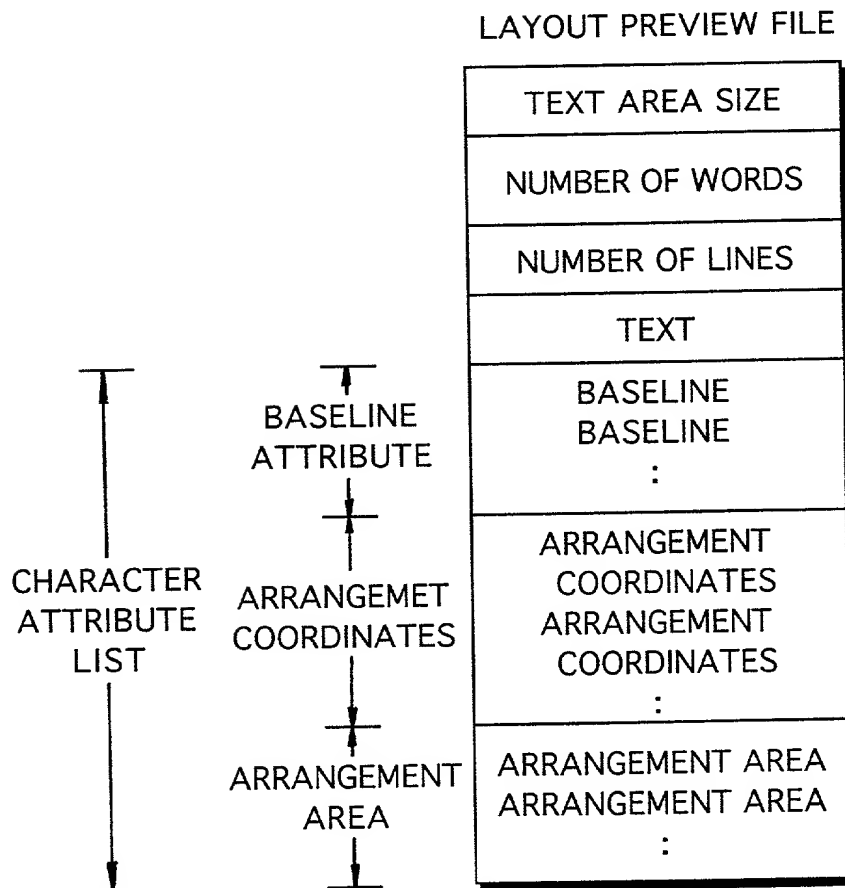 LAYOUT PREVIEW FILE
TEXT AREA SIZE
NUMBER OF WORDS
NUMBER OF LINES
TEXT
BASELINE
BASELINE
:
ARRANGEMENT
COORDINATES
ARRANGEMENT
COORDINATES
:
ARRANGEMENT AREA
ARRANGEMENT AREA
:
BASELINE
ATTRIBUTE
ARRANGEMET
COORDINATES
ARRANGEMENT
AREA
CHARACTER
ATTRIBUTE
LIST